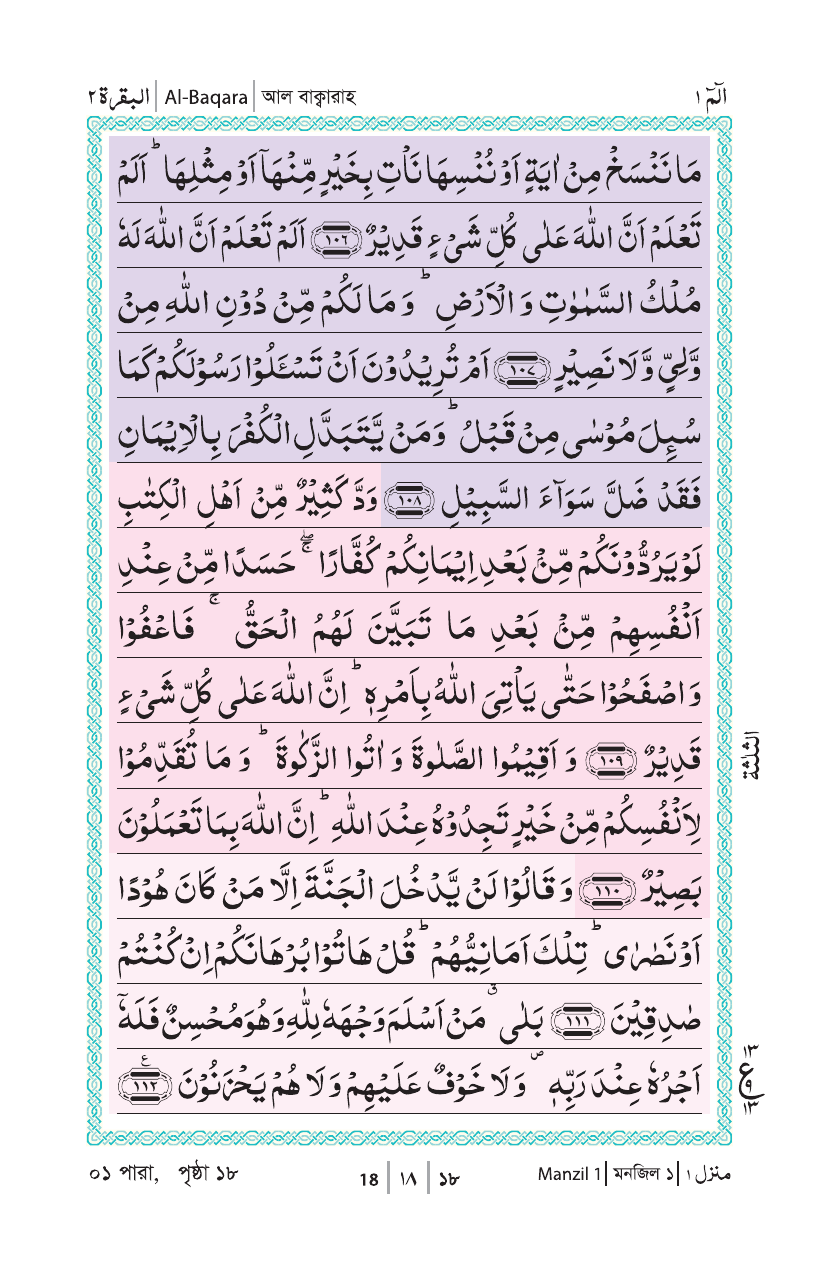 البقرة ٢ | Al-Baqara | আল বাক্বারাহ
الٓمّٓ ١
مَا نَنْسَخْ مِنْ اٰيَةٍ اَوْ نُنْسِهَا نَاْتِ بِخَيْرٍ مِّنْهَاۤ اَوْ مِثْلِهَا ؕ اَلَمْ
تَعْلَمْ اَنَّ اللّٰهَ عَلٰى كُلِّ شَىْءٍ قَدِيْرٌ ﴿١٠٦﴾ اَلَمْ تَعْلَمْ اَنَّ اللّٰهَ لَهٗ
مُلْكُ السَّمٰوٰتِ وَ الْاَرْضِ ؕ وَ مَا لَكُمْ مِّنْ دُوْنِ اللّٰهِ مِنْ
وَّلِىٍّ وَّلَا نَصِيْرٍ ﴿١٠٧﴾ اَمْ تُرِيْدُوْنَ اَنْ تَسْـَٔلُوْا رَسُوْلَكُمْ كَمَا
سُئِلَ مُوْسٰى مِنْ قَبْلُ ؕ وَمَنْ يَّتَبَدَّلِ الْكُفْرَ بِالْاِيْمَانِ
فَقَدْ ضَلَّ سَوَآءَ السَّبِيْلِ ﴿١٠٨﴾ وَدَّ كَثِيْرٌ مِّنْ اَهْلِ الْكِتٰبِ
لَوْ يَرُدُّوْنَكُمْ مِّنْۢ بَعْدِ اِيْمَانِكُمْ كُفَّارًا ۖۚ حَسَدًا مِّنْ عِنْدِ
اَنْفُسِهِمْ مِّنْۢ بَعْدِ مَا تَبَيَّنَ لَهُمُ الْحَقُّ ۚ فَاعْفُوْا
وَ اصْفَحُوْا حَتّٰى يَاْتِىَ اللّٰهُ بِاَمْرِهٖ ؕ اِنَّ اللّٰهَ عَلٰى كُلِّ شَىْءٍ
قَدِيْرٌ ﴿١٠٩﴾ وَ اَقِيْمُوا الصَّلٰوةَ وَ اٰتُوا الزَّكٰوةَ ؕ وَ مَا تُقَدِّمُوْا
لِاَنْفُسِكُمْ مِّنْ خَيْرٍ تَجِدُوْهُ عِنْدَ اللّٰهِ ؕ اِنَّ اللّٰهَ بِمَا تَعْمَلُوْنَ
بَصِيْرٌ ﴿١١٠﴾ وَ قَالُوْا لَنْ يَّدْخُلَ الْجَنَّةَ اِلَّا مَنْ كَانَ هُوْدًا
اَوْ نَصٰرٰى ؕ تِلْكَ اَمَانِيُّهُمْ ؕ قُلْ هَاتُوْا بُرْهَانَكُمْ اِنْ كُنْتُمْ
صٰدِقِيْنَ ﴿١١١﴾ بَلٰى ۗ مَنْ اَسْلَمَ وَجْهَهٗ لِلّٰهِ وَهُوَ مُحْسِنٌ فَلَهٗۤ
اَجْرُهٗ عِنْدَ رَبِّهٖ ۪ وَلَا خَوْفٌ عَلَيْهِمْ وَلَا هُمْ يَحْزَنُوْنَ ﴿١١٢﴾ ع
الثلثة
١٣
ع
٩
١٣
০১ পারা, পৃষ্ঠা ১৮
18 | ١٨ | ১৮
Manzil 1 | মনজিল ১ | منزل ١